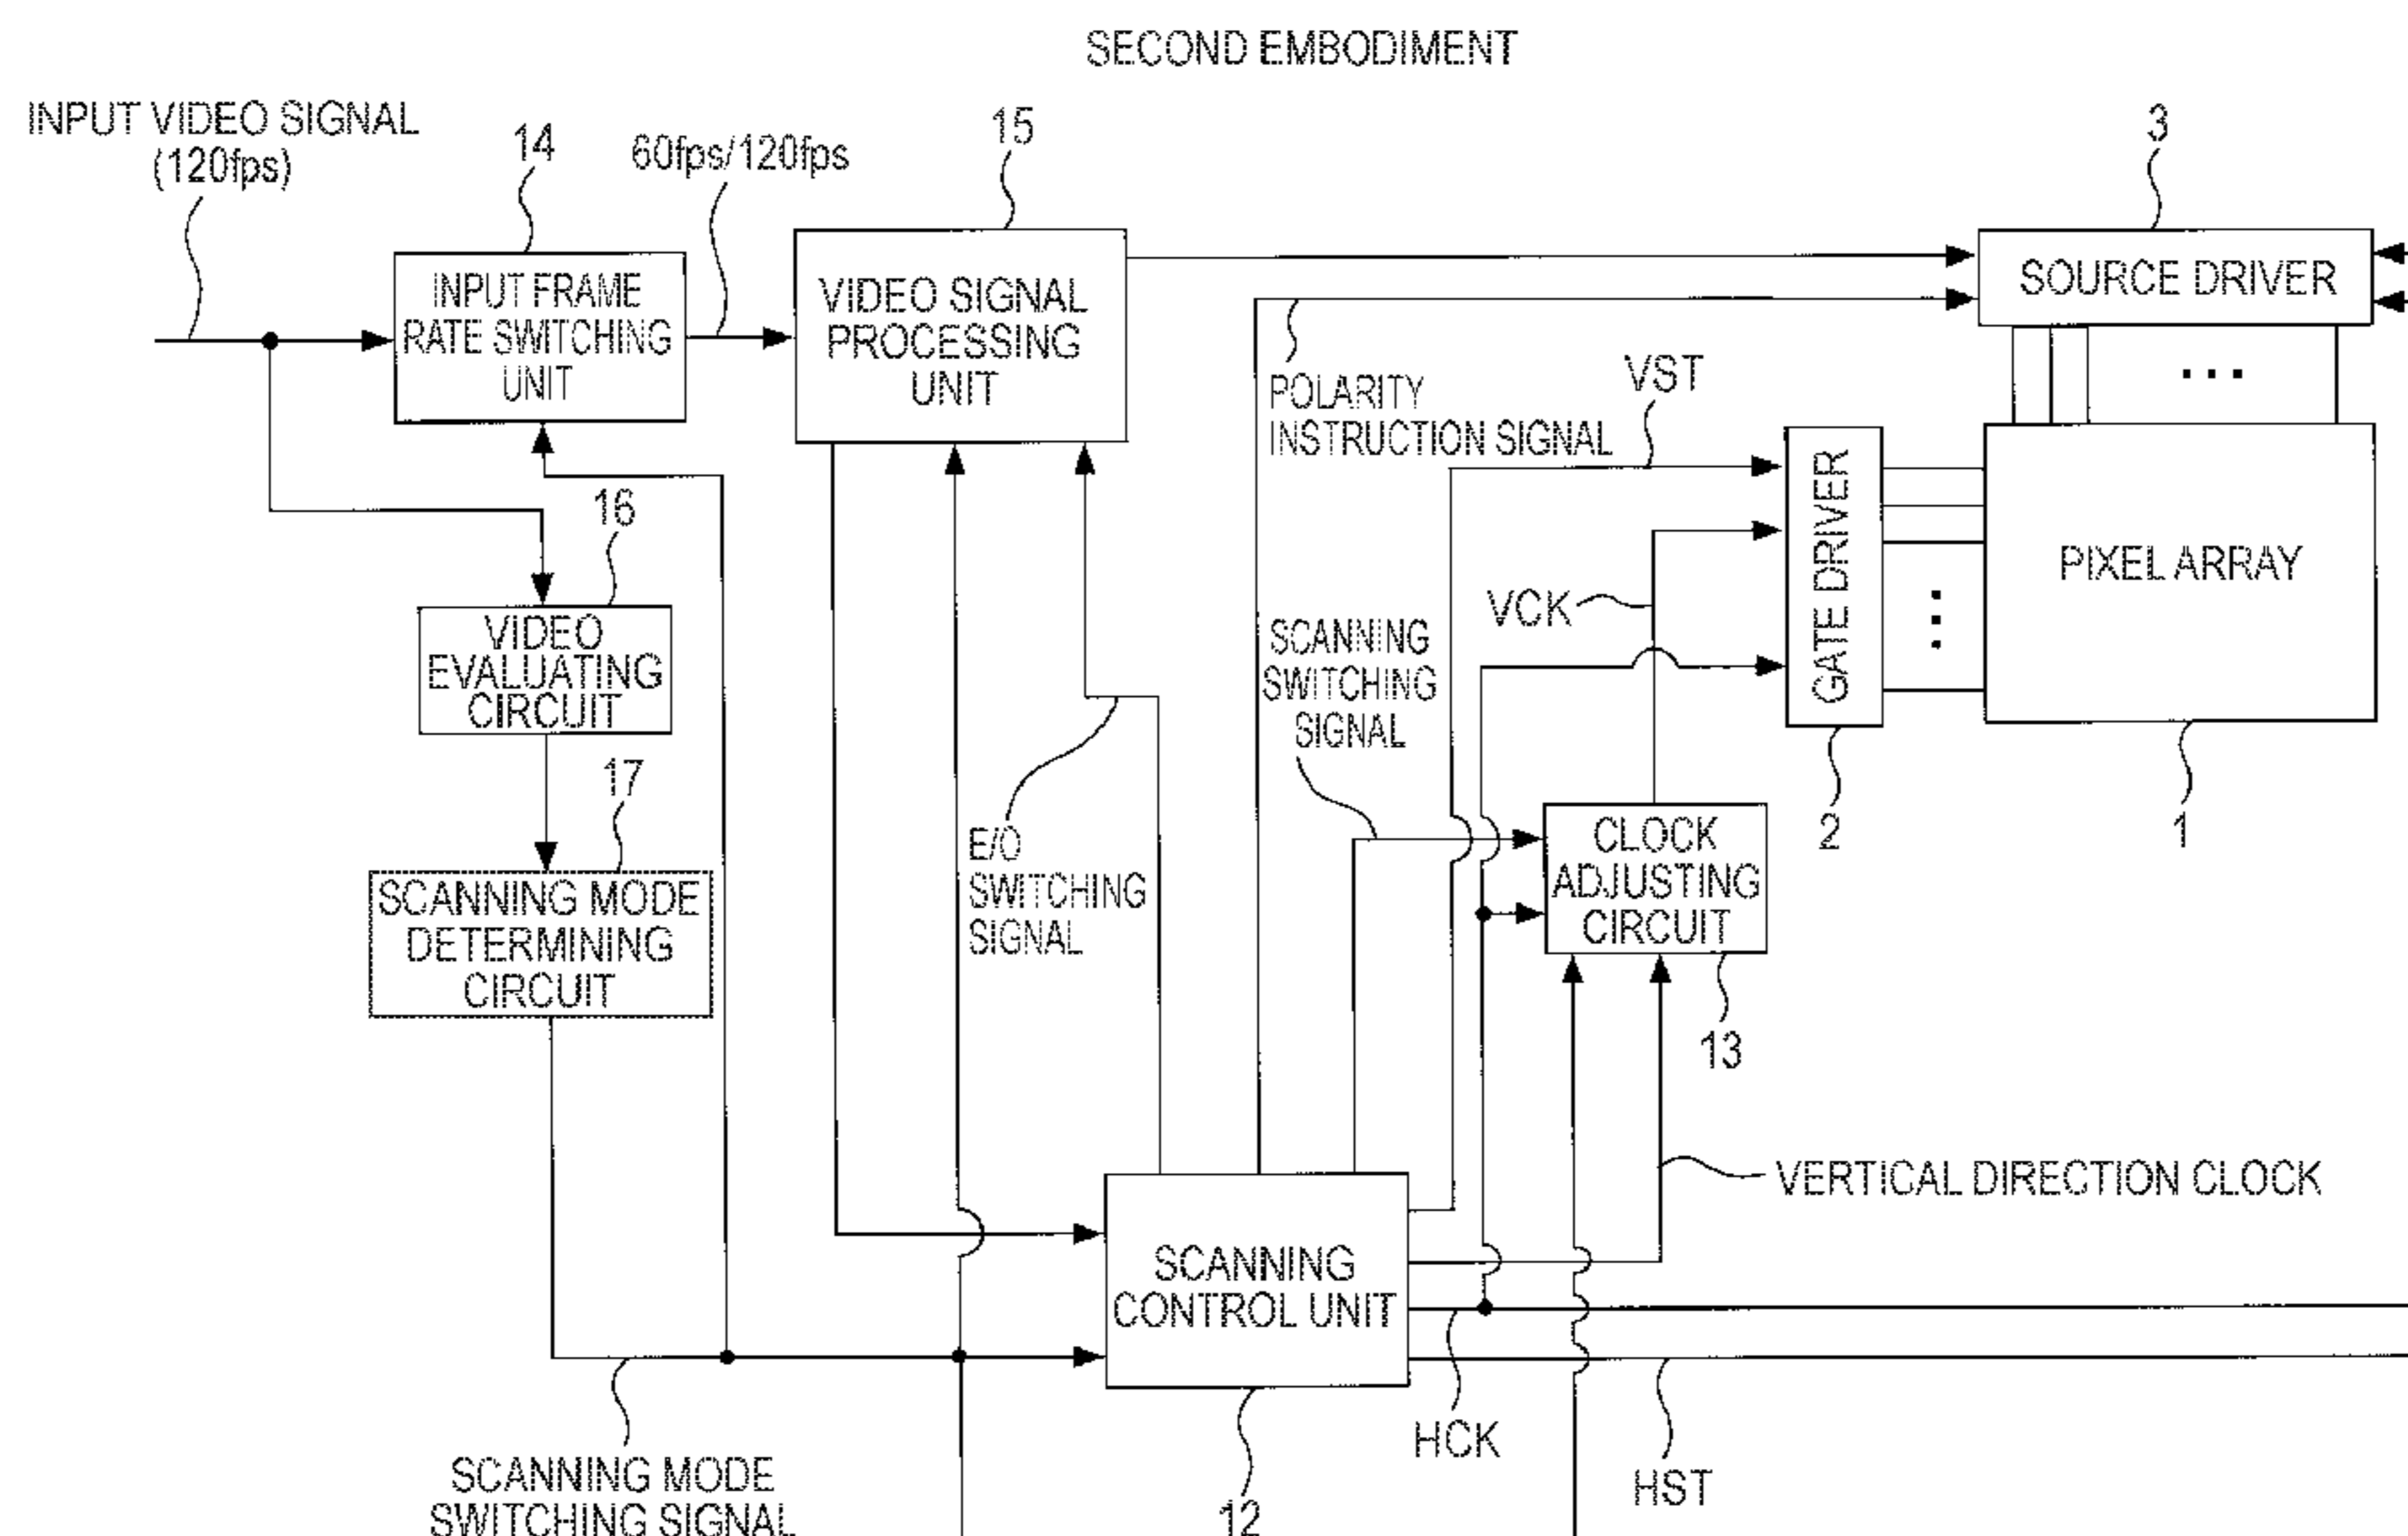 SECOND EMBODIMENT
INPUT VIDEO SIGNAL
(120fps)
14
60fps/120fps
15
3
INPUT FRAME
RATE SWITCHING
UNIT
VIDEO SIGNAL
PROCESSING
UNIT
SOURCE DRIVER
POLARITY
INSTRUCTION SIGNAL
VST
...
16
GATE DRIVER
PIXEL ARRAY
VCK
...
VIDEO
EVALUATING
CIRCUIT
SCANNING
SWITCHING
SIGNAL
17
2
1
E/O
SWITCHING
SIGNAL
CLOCK
ADJUSTING
CIRCUIT
SCANNING MODE
DETERMINING
CIRCUIT
13
VERTICAL DIRECTION CLOCK
SCANNING
CONTROL UNIT
HCK
HST
SCANNING MODE
SWITCHING SIGNAL
12